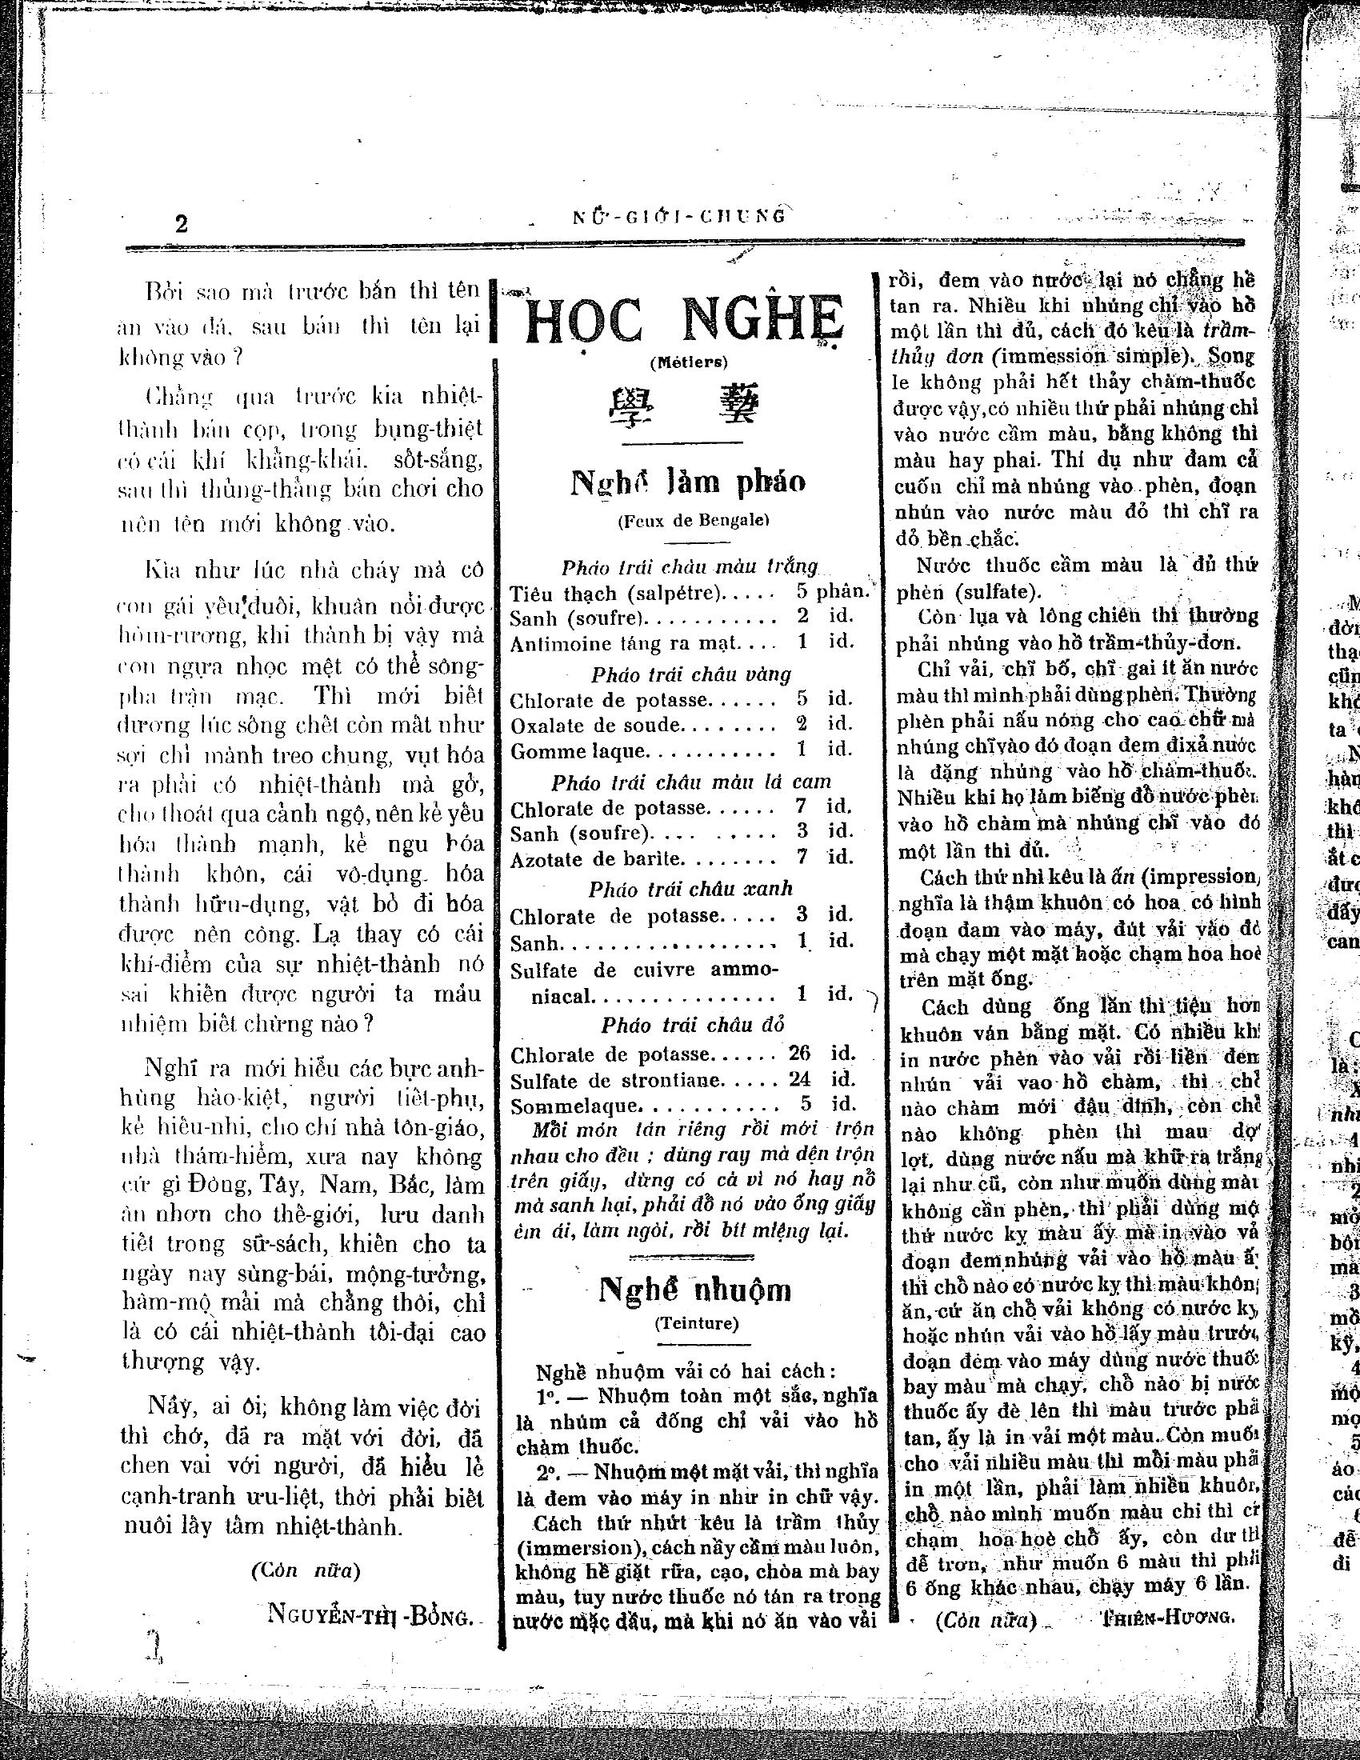 2
NỮ-GIỚI-CHUNG
Bởi sao mà trước bắn thì tên
ăn vào đá, sau bắn thì tên lại
không vào ?
Chẳng qua trước kia nhiệt-
thành bắn cọp, trong bụng-thiệt
có cái khí khẳng-khái, sốt-sắng,
sau thì thủng-thẳng bắn chơi cho
nên tên mới không vào.
Kìa như lúc nhà cháy mà cô
con gái yếu đuối, khuân nổi được
hòm-rương, khi thành bị vậy mà
con ngựa nhọc mệt có thể sông-
pha trận mạc. Thì mới biết
đương lúc sống chết còn mất như
sợi chỉ mành treo chung, vụt hóa
ra phải có nhiệt-thành mà gở,
cho thoát qua cảnh ngộ, nên kẻ yếu
hóa thành mạnh, kẻ ngu hóa
thành khôn, cái vô-dụng hóa
thành hữu-dụng, vật bỏ đi hóa
được nên công. Lạ thay có cái
khí-điểm của sự nhiệt-thành nó
sai khiến được người ta mầu
nhiệm biết chừng nào ?
Nghĩ ra mới hiểu các bực anh-
hùng hào-kiệt, người tiết-phụ,
kẻ hiếu-nhi, cho chí nhà tôn-giáo,
nhà thám-hiểm, xưa nay không
cứ gì Đông, Tây, Nam, Bắc, làm
ân nhơn cho thế-giới, lưu danh
tiết trong sử-sách, khiến cho ta
ngày nay sùng-bái, mộng-tưởng,
hâm-mộ mải mà chẳng thôi, chỉ
là có cái nhiệt-thành tối-đại cao
thượng vậy.
Nầy, ai ôi; không làm việc đời
thì chớ, đã ra mặt với đời, đã
chen vai với người, đã hiểu lẽ
cạnh-tranh ưu-liệt, thời phải biết
nuôi lấy tấm nhiệt-thành.
(Còn nữa)
NGUYỄN-THỊ-BỒNG.
HỌC NGHỀ
(Métiers)
學 藝
Nghề làm pháo
(Feux de Bengale)
Pháo trái châu màu trắng
Tiêu thạch (salpétre)..... 5 phân.
Sanh (soufre)........... 2 id.
Antimoine táng ra mạt.... 1 id.
Pháo trái châu vàng
Chlorate de potasse...... 5 id.
Oxalate de soude........ 2 id.
Gomme laque........... 1 id.
Pháo trái châu màu lá cam
Chlorate de potasse...... 7 id.
Sanh (soufre).... ..... 3 id.
Azotate de barite........ 7 id.
Pháo trái châu xanh
Chlorate de potasse..... 3 id.
Sanh.................. 1 id.
Sulfate de cuivre ammo-
niacal............... 1 id.
Pháo trái châu đỏ
Chlorate de potasse...... 26 id.
Sulfate de strontiane..... 24 id.
Sommelaque........... 5 id.
Mỗi món tán riêng rồi mới trộn
nhau cho đều ; dùng ray mà dện trộn
trên giấy, đừng có cà vì nó hay nổ
mà sanh hại, phải đổ nó vào ống giấy
êm ái, làm ngòi, rồi bít miệng lại.
Nghề nhuộm
(Teinture)
Nghề nhuộm vải có hai cách :
1º. — Nhuộm toàn một sắc, nghĩa
là nhúm cả đống chỉ vải vào hồ
chàm thuốc.
2º. — Nhuộm một mặt vải, thì nghĩa
là đem vào máy in như in chữ vậy.
Cách thứ nhứt kêu là trầm thủy
(immersion), cách nầy cầm màu luôn,
không hề giặt rữa, cạo, chòa mà bay
màu, tuy nước thuốc nó tán ra trong
nước mặc dầu, mà khi nó ăn vào vải
rồi, đem vào nước lại nó chẳng hề
tan ra. Nhiều khi nhúng chỉ vào hồ
một lần thì đủ, cách đó kêu là trầm-
thủy đơn (immession simple). Song
le không phải hết thảy chàm-thuốc
được vậy, có nhiều thứ phải nhúng chỉ
vào nước cầm màu, bằng không thì
màu hay phai. Thí dụ như đam cả
cuốn chỉ mà nhúng vào phèn, đoạn
nhún vào nước màu đỏ thì chĩ ra
đỏ bền chắc.
Nước thuốc cầm màu là đủ thứ
phèn (sulfate).
Còn lụa và lông chiên thì thường
phải nhúng vào hồ trầm-thủy-đơn.
Chỉ vải, chĩ bố, chĩ gai ít ăn nước
màu thì mình phải dùng phèn. Thường
phèn phải nấu nóng cho cao chữ mà
nhúng chĩ vào đó đoạn đem đi xả nước
là đặng nhúng vào hồ chàm-thuốc.
Nhiều khi họ làm biếng đổ nước phèn
vào hồ chàm mà nhúng chĩ vào đó
một lần thì đủ.
Cách thứ nhì kêu là ấn (impression)
nghĩa là thậm khuôn có hoa có hình
đoạn đam vào máy, đút vải vào đó
mà chạy một mặt hoặc chạm hoa hoè
trên mặt ống.
Cách dùng ống lăn thì tiện hơn
khuôn ván bằng mặt. Có nhiều khi
in nước phèn vào vải rồi liền đem
nhún vải vào hồ chàm, thì chỗ
nào chàm mới đậu dính, còn chỗ
nào không phèn thì mau dợt
lợt, dùng nước nấu mà khử ra trắng
lại như cũ, còn như muốn dùng màu
không cần phèn, thì phải dùng một
thứ nước kỵ màu ấy mà in vào vải
đoạn đem nhúng vải vào hồ màu ấy
thì chỗ nào có nước kỵ thì màu không
ăn, cứ ăn chỗ vải không có nước kỵ,
hoặc nhún vải vào hồ lấy màu trước,
đoạn đem vào máy dùng nước thuốc
bay màu mà chạy, chỗ nào bị nước
thuốc ấy đè lên thì màu trước phải
tan, ấy là in vải một màu. Còn muốn
cho vải nhiều màu thì mỗi màu phải
in một lần, phải làm nhiều khuôn,
chỗ nào mình muốn màu chi thì cứ
chạm hoa hoè chỗ ấy, còn dư thì
để trơn, như muốn 6 màu thì phải
6 ống khác nhau, chạy máy 6 lần.
(Còn nữa) THIÊN-HƯƠNG.